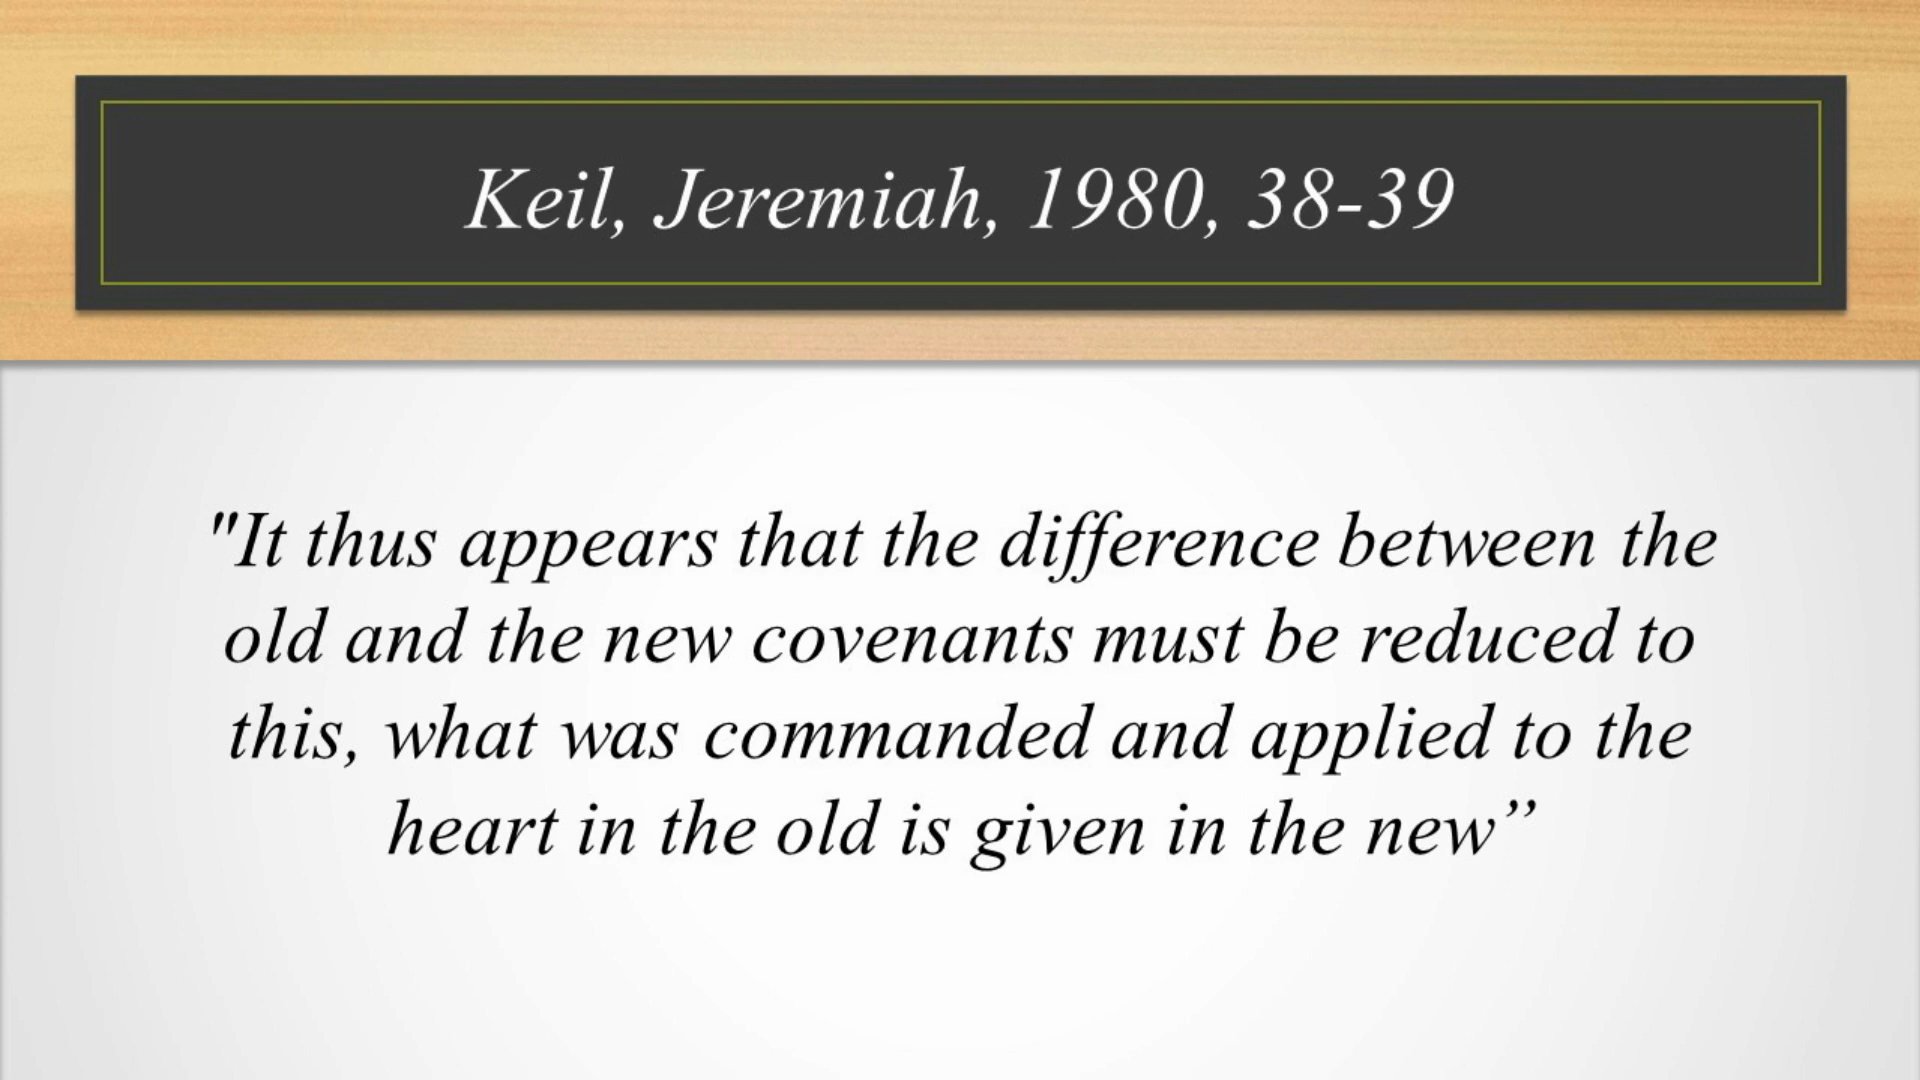 Keil, Jeremiah, 1980, 38-39
"It thus appears that the difference between the
old and the new covenants must be reduced to
this, what was commanded and applied to the
heart in the old is given in the new”